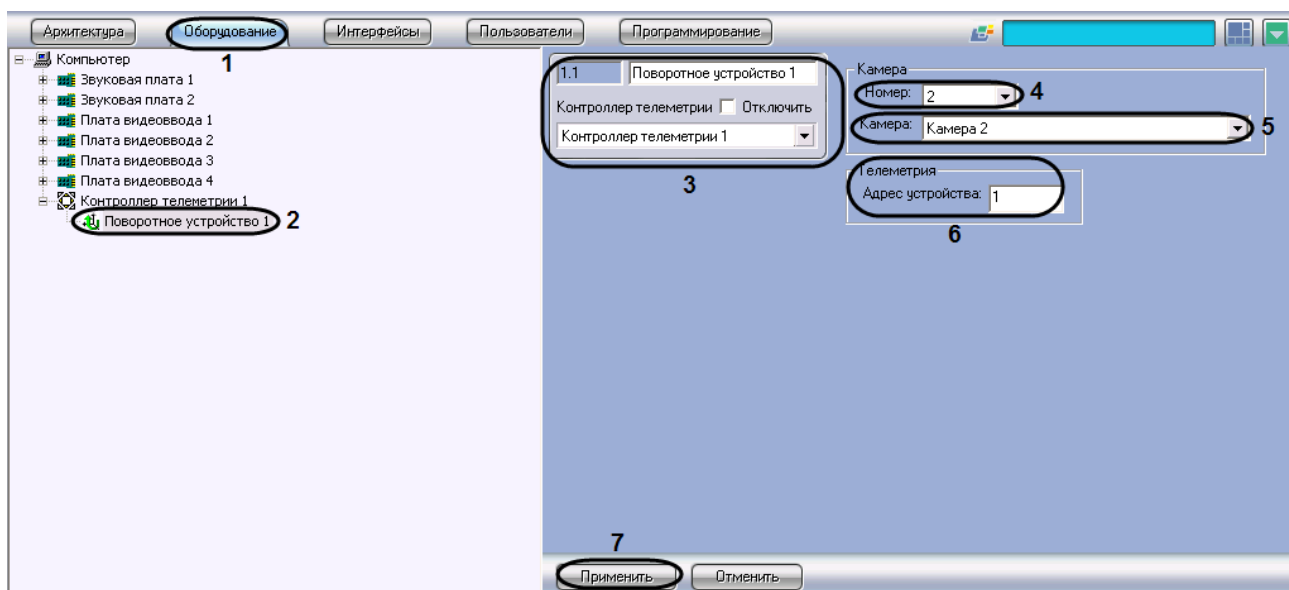 Архитектура Оборудование Интерфейсы Пользователи Программирование
1
Компьютер
Звуковая плата 1
Звуковая плата 2
Плата видеоввода 1
Плата видеоввода 2
Плата видеоввода 3
Плата видеоввода 4
Контроллер телеметрии 1
Поворотное устройство 1 2
1.1 Поворотное устройство 1
Контроллер телеметрии Отключить
Контроллер телеметрии 1
3
Камера
Номер: 2 4
Камера: Камера 2 5
Телеметрия
Адрес устройства: 1
6
7
Применить Отменить